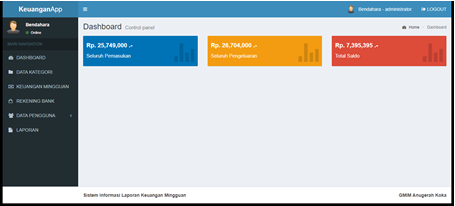 KeuanganApp
Bendahara - administrator
LOGOUT
Bendahara
Online
MAIN NAVIGATION
DASHBOARD
DATA KATEGORI
KEUANGAN MINGGUAN
REKENING BANK
DATA PENGGUNA
LAPORAN
Dashboard Control panel
Home Dashboard
Rp. 25,749,000 ,-
Seluruh Pemasukan
Rp. 26,704,000 ,-
Seluruh Pengeluaran
Rp. 7,395,395 ,-
Total Saldo
Sistem Informasi Laporan Keuangan Mingguan
GMIM Anugerah Koka